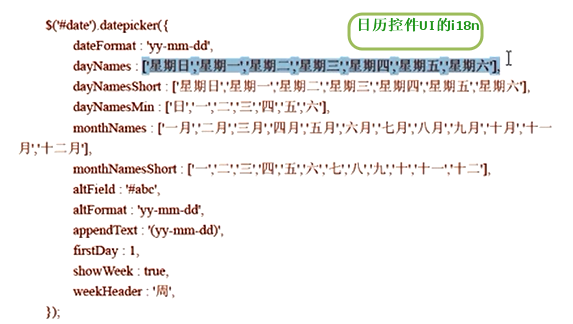 日历控件UI的i18n
$('#date').datepicker({
dateFormat : 'yy-mm-dd',
dayNames : ['星期日','星期一','星期二','星期三','星期四','星期五','星期六'],
dayNamesShort : ['星期日','星期一','星期二','星期三','星期四','星期五','星期六'],
dayNamesMin : ['日','一','二','三','四','五','六'],
monthNames : ['一月','二月','三月','四月','五月','六月','七月','八月','九月','十月','十一
月','十二月'],
monthNamesShort : ['一','二','三','四','五','六','七','八','九','十','十一','十二'],
altField : '#abc',
altFormat : 'yy-mm-dd',
appendText : '(yy-mm-dd)',
firstDay : 1,
showWeek : true,
weekHeader : '周',
});